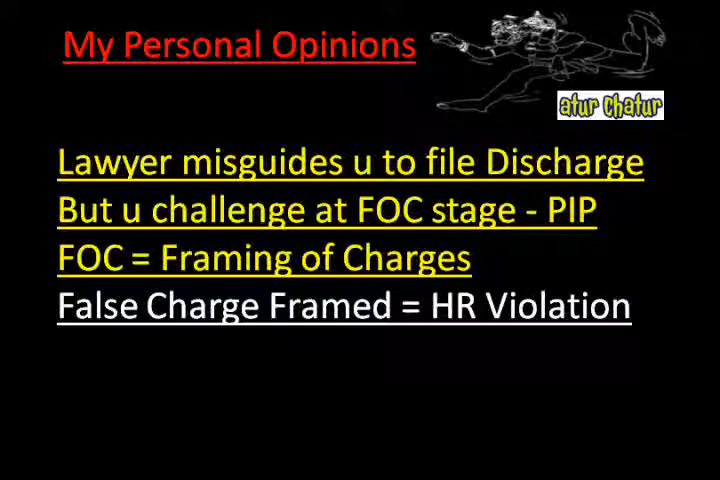 My Personal Opinions
atur chatur
Lawyer misguides u to file Discharge
But u challenge at FOC stage - PIP
FOC = Framing of Charges
False Charge Framed = HR Violation